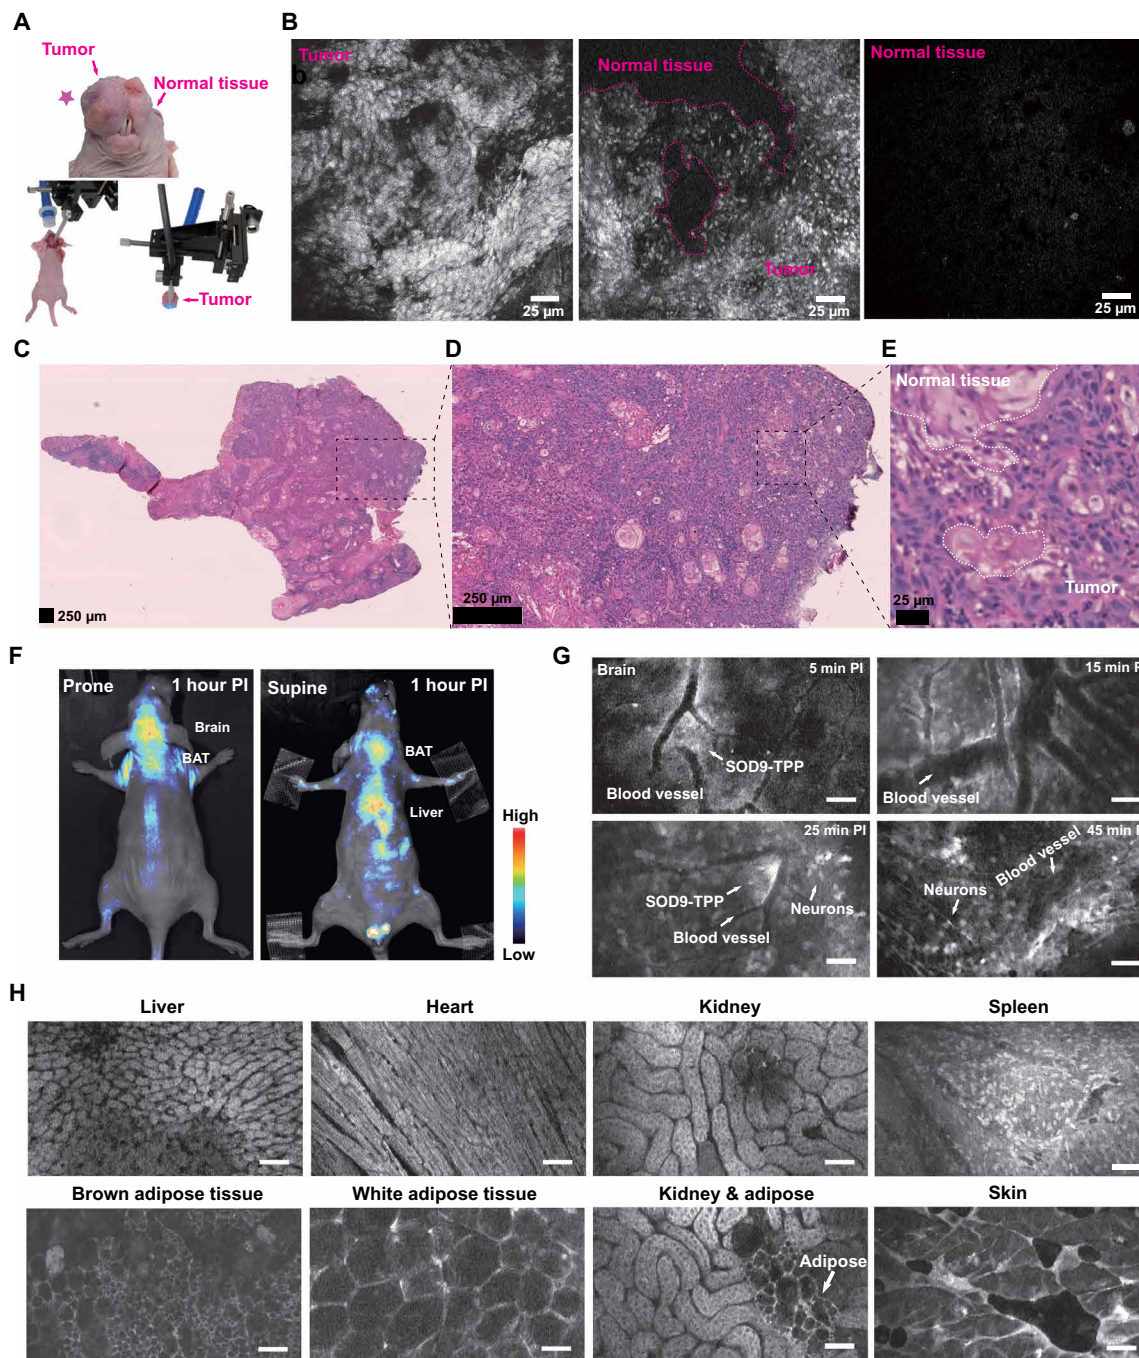 A
Tumor
Normal tissue
Tumor
B
Tumor
b
25 µm
Normal tissue
Tumor
25 µm
Normal tissue
25 µm
C
250 µm
D
250 µm
E
Normal tissue
Tumor
25 µm
F
Prone
1 hour PI
Brain
BAT
Supine
1 hour PI
BAT
Liver
High
Low
G
Brain
5 min PI
SOD9-TPP
Blood vessel
15 min PI
Blood vessel
25 min PI
SOD9-TPP
Neurons
Blood vessel
45 min PI
Blood vessel
Neurons
H
Liver
Heart
Kidney
Spleen
Brown adipose tissue
White adipose tissue
Kidney & adipose
Adipose
Skin